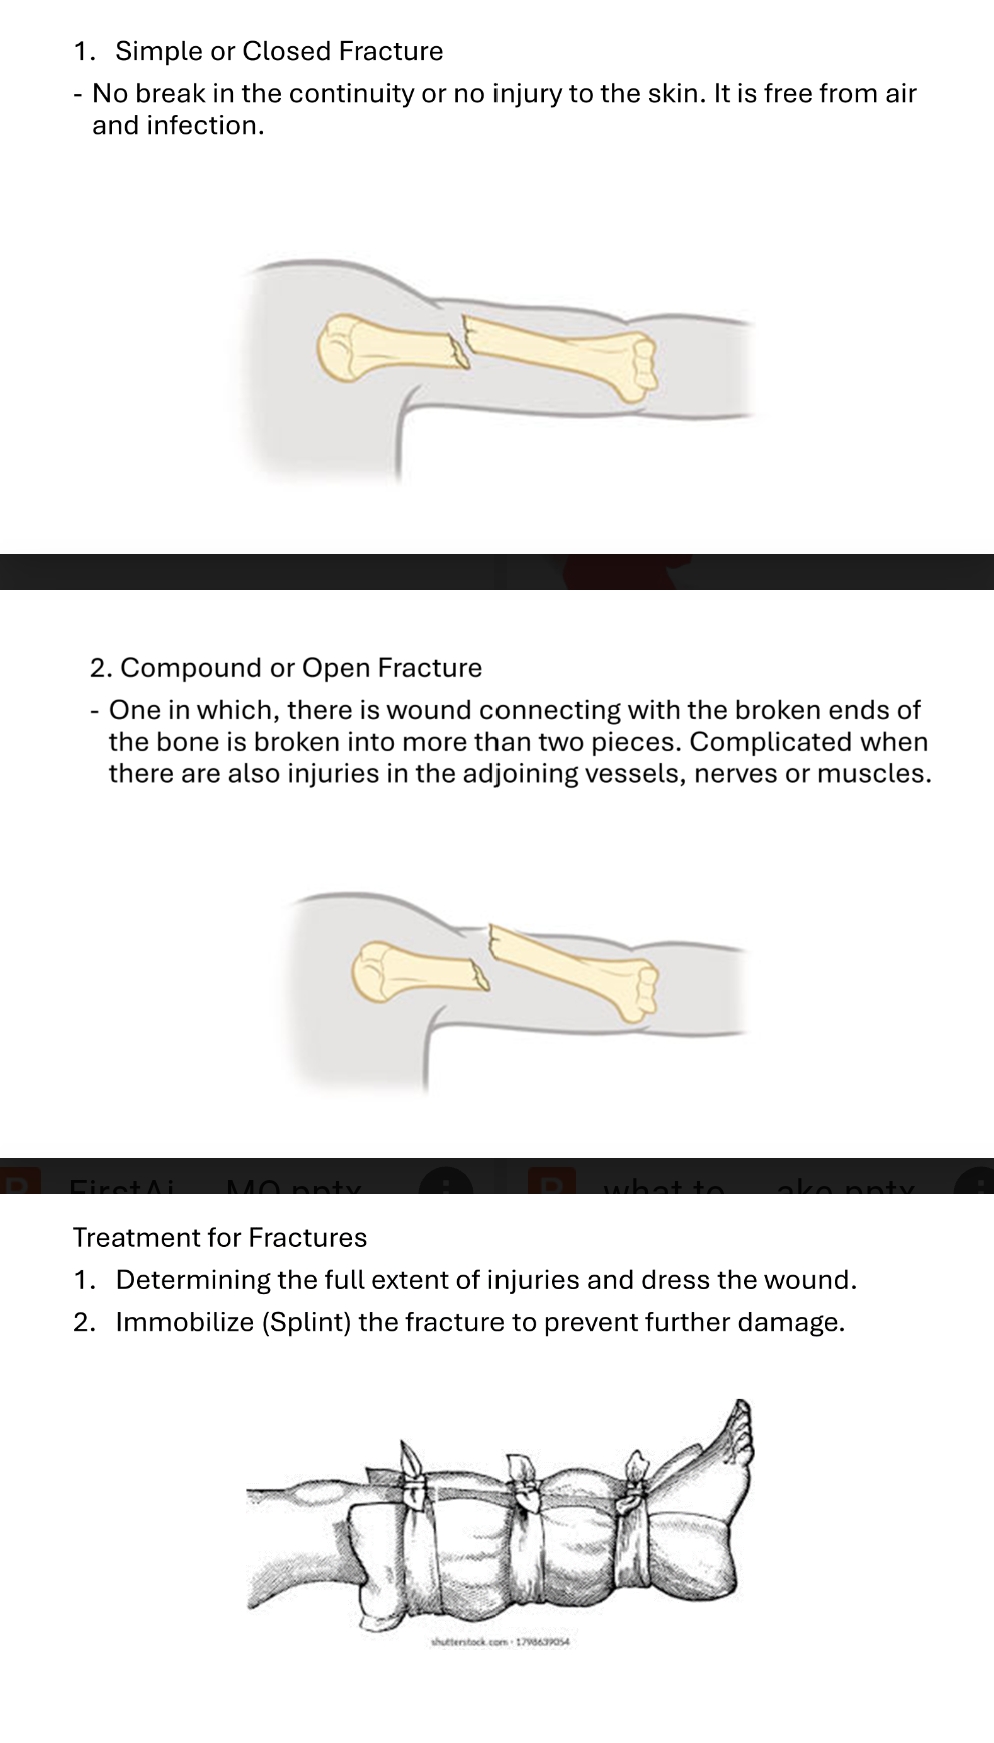 1. Simple or Closed Fracture
- No break in the continuity or no injury to the skin. It is free from air
and infection.
2. Compound or Open Fracture
- One in which, there is wound connecting with the broken ends of
the bone is broken into more than two pieces. Complicated when
there are also injuries in the adjoining vessels, nerves or muscles.
Treatment for Fractures
1. Determining the full extent of injuries and dress the wound.
2. Immobilize (Splint) the fracture to prevent further damage.
shutterstock.com · 1798639054